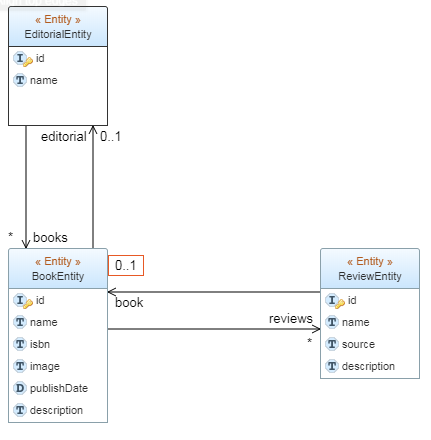 « Entity »
EditorialEntity
I id
T name
editorial 0..1
* books
« Entity »
BookEntity
0..1
I id
T name
T isbn
T image
D publishDate
T description
« Entity »
ReviewEntity
I id
T name
T source
T description
book
reviews
*